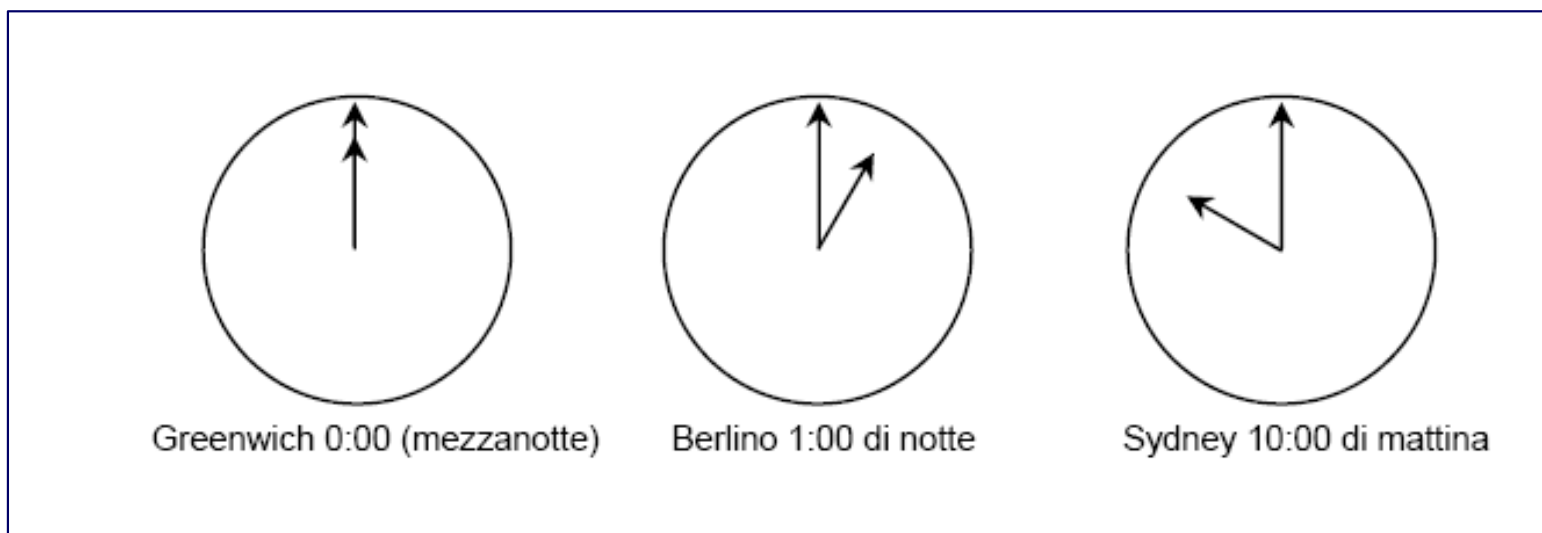 Greenwich 0:00 (mezzanotte)
Berlino 1:00 di notte
Sydney 10:00 di mattina